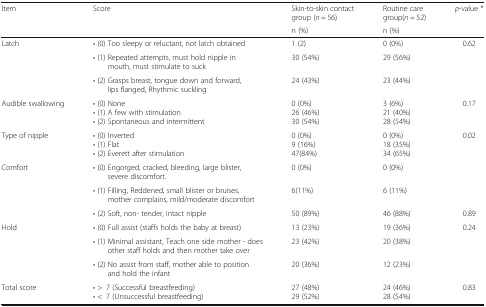 Item Score Skin-to-skin contact Routine care p-value *
group (n = 56) group(n = 52)
n (%) n (%)
Latch • (0) Too sleepy or reluctant, not latch obtained 1 (2) 0 (0%) 0.62
• (1) Repeated attempts, must hold nipple in 30 (54%) 29 (56%)
mouth, must stimulate to suck
• (2) Grasps breast, tongue down and forward, 24 (43%) 23 (44%)
lips flanged, Rhythmic suckling
Audible swallowing • (0) None 0 (0%) 3 (6%) 0.17
• (1) A few with stimulation 26 (46%) 21 (40%)
• (2) Spontaneous and intermittent 30 (54%) 28 (54%)
Type of nipple • (0) Inverted 0 (0%) 0 (0%) 0.02
• (1) Flat 9 (16%) 18 (35%)
• (2) Everett after stimulation 47(84%) 34 (65%)
Comfort • (0) Engorged, cracked, bleeding, large blister, 0 (0%) 0 (0%)
severe discomfort.
• (1) Filling, Reddened, small blister or bruises, 6(11%) 6 (11%)
mother complains, mild/moderate discomfort
• (2) Soft, non- tender, intact nipple 50 (89%) 46 (88%) 0.89
Hold • (0) Full assist (staffs holds the baby at breast) 13 (23%) 19 (36%) 0.24
• (1) Minimal assistant, Teach one side mother - does 23 (42%) 20 (38%)
other staff holds and then mother take over
• (2) No assist from staff, mother able to position 20 (36%) 12 (23%)
and hold the infant
Total score • > 7 (Successful breastfeeding) 27 (48%) 24 (46%) 0.83
• < 7 (Unsuccessful breastfeeding) 29 (52%) 28 (54%)